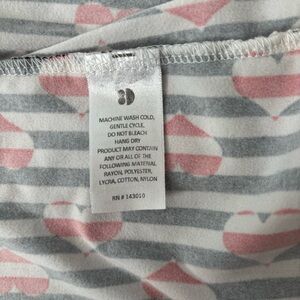 MACHINE WASH COLD,
GENTLE CYCLE,
DO NOT BLEACH
HANG DRY
PRODUCT MAY CONTAIN
ANY OR ALL OF THE
FOLLOWING MATERIAL
RAYON, POLYESTER,
LYCRA, COTTON, NYLON
RN # 143010